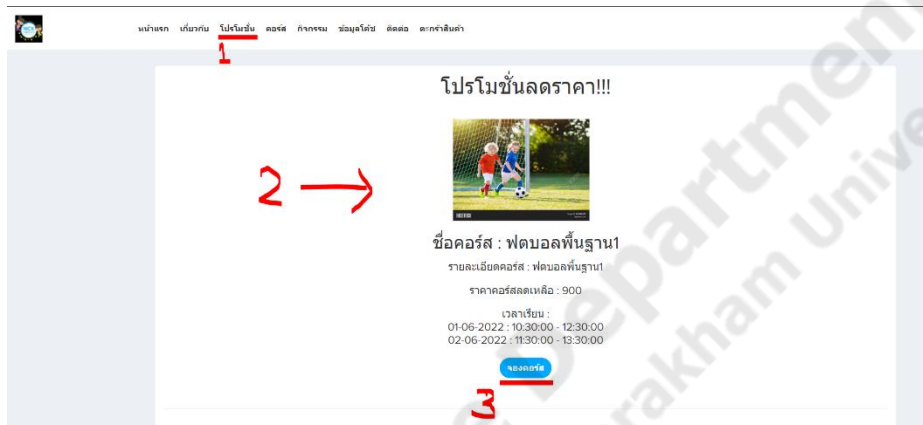 หน้าแรก เกี่ยวกับ โปรโมชั่น คอร์ส กิจกรรม ข้อมูลโค้ช ติดต่อ ตะกร้าสินค้า
1
โปรโมชั่นลดราคา!!!
2
ชื่อคอร์ส : ฟตบอลพื้นฐาน1
รายละเอียดคอร์ส : ฟตบอลพื้นฐาน1
ราคาคอร์สลดเหลือ : 900
เวลาเรียน :
01-06-2022 : 10:30:00 - 12:30:00
02-06-2022 : 11:30:00 - 13:30:00
จองคอร์ส
3
Department
rakham Unive